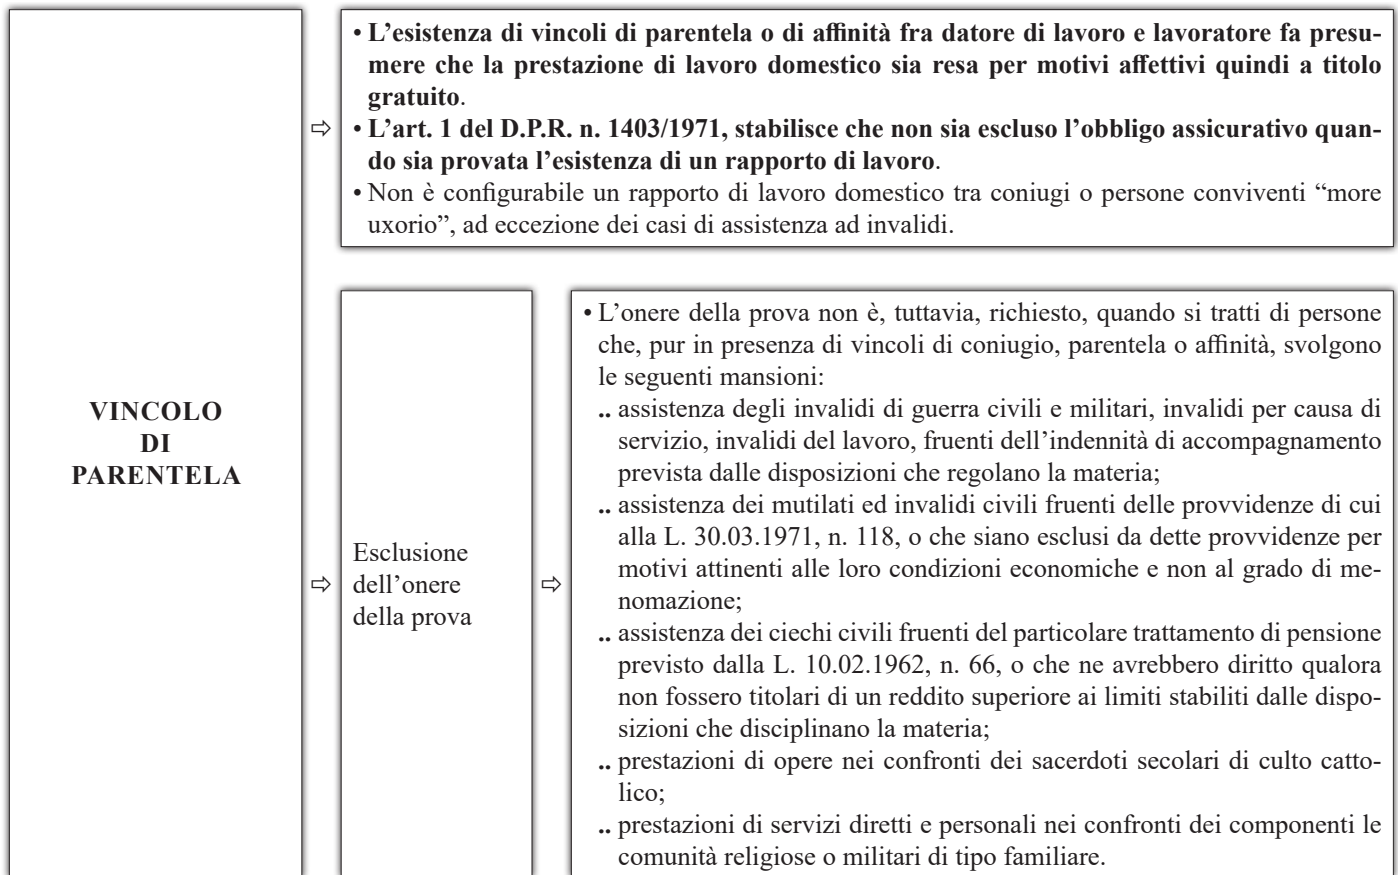 VINCOLO
DI
PARENTELA
⇨
• L’esistenza di vincoli di parentela o di affinità fra datore di lavoro e lavoratore fa presu-
mere che la prestazione di lavoro domestico sia resa per motivi affettivi quindi a titolo
gratuito.
• L’art. 1 del D.P.R. n. 1403/1971, stabilisce che non sia escluso l’obbligo assicurativo quan-
do sia provata l’esistenza di un rapporto di lavoro.
• Non è configurabile un rapporto di lavoro domestico tra coniugi o persone conviventi “more
uxorio”, ad eccezione dei casi di assistenza ad invalidi.
⇨
Esclusione
dell’onere
della prova
⇨
• L’onere della prova non è, tuttavia, richiesto, quando si tratti di persone
che, pur in presenza di vincoli di coniugio, parentela o affinità, svolgono
le seguenti mansioni:
.. assistenza degli invalidi di guerra civili e militari, invalidi per causa di
servizio, invalidi del lavoro, fruenti dell’indennità di accompagnamento
prevista dalle disposizioni che regolano la materia;
.. assistenza dei mutilati ed invalidi civili fruenti delle provvidenze di cui
alla L. 30.03.1971, n. 118, o che siano esclusi da dette provvidenze per
motivi attinenti alle loro condizioni economiche e non al grado di me-
nomazione;
.. assistenza dei ciechi civili fruenti del particolare trattamento di pensione
previsto dalla L. 10.02.1962, n. 66, o che ne avrebbero diritto qualora
non fossero titolari di un reddito superiore ai limiti stabiliti dalle dispo-
sizioni che disciplinano la materia;
.. prestazioni di opere nei confronti dei sacerdoti secolari di culto catto-
lico;
.. prestazioni di servizi diretti e personali nei confronti dei componenti le
comunità religiose o militari di tipo familiare.